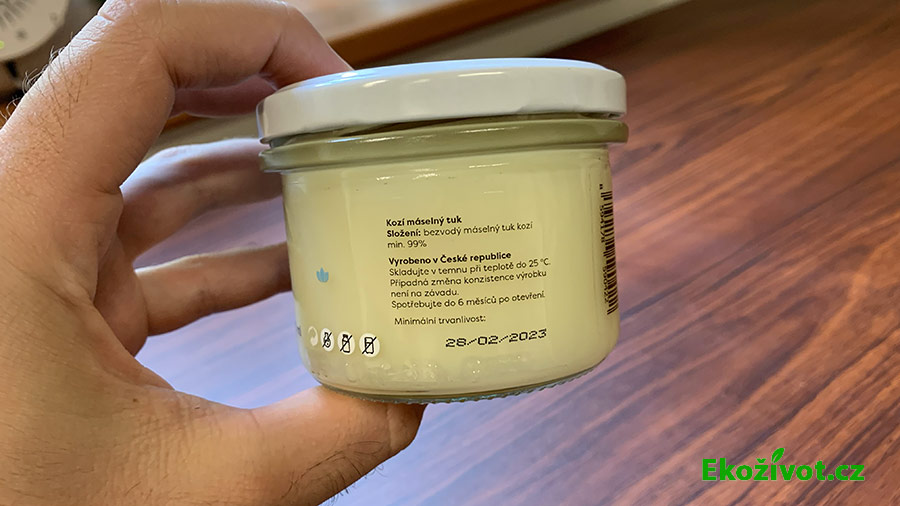 Kozí máselný tuk
Složení: bezvodý máselný tuk kozí
min. 99%
Vyrobeno v České republice
Skladujte v temnu při teplotě do 25 °C.
Případná změna konzistence výrobku
není na závadu.
Spotřebujte do 6 měsíců po otevření.
Minimální trvanlivost:
28/02/2023
Ekoživot.cz